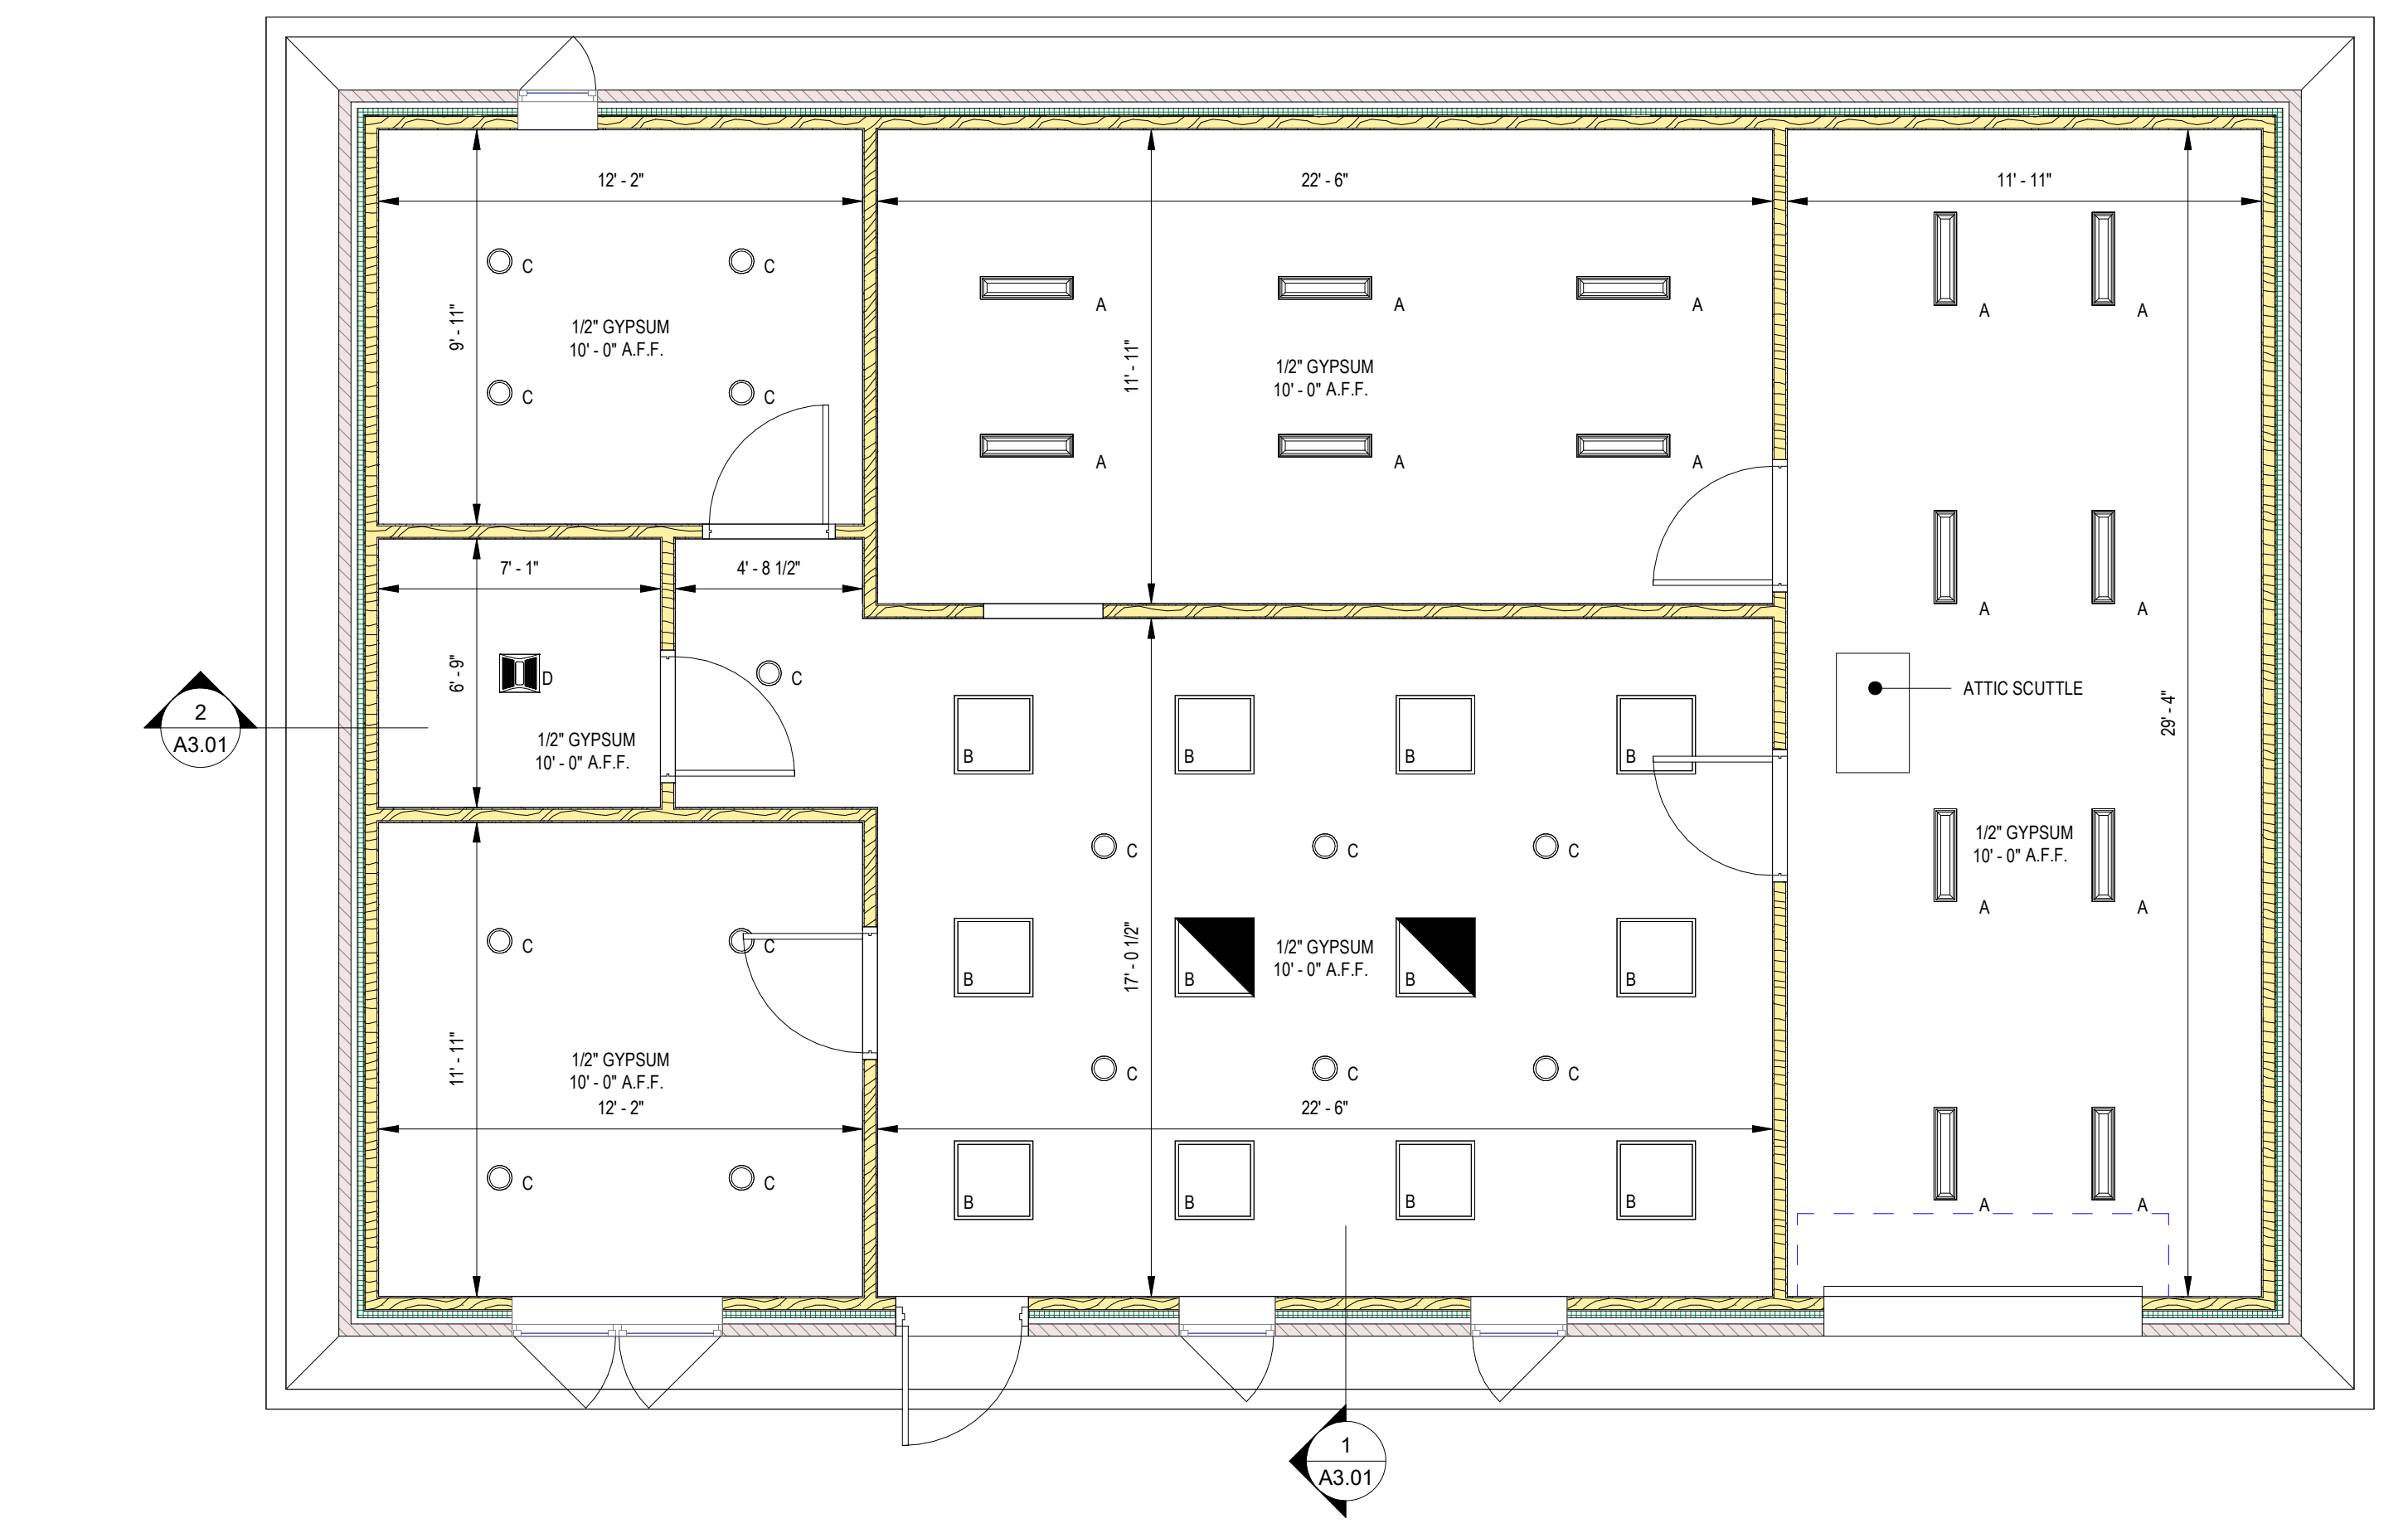 12' - 2"
22' - 6"
11' - 11"
C
C
A
A
A
A
A
9' - 11"
1/2" GYPSUM
10' - 0" A.F.F.
11' - 11"
1/2" GYPSUM
10' - 0" A.F.F.
C
C
A
A
A
7' - 1"
4' - 8 1/2"
A
A
6' - 9"
D
C
ATTIC SCUTTLE
29' - 4"
2
A3.01
1/2" GYPSUM
10' - 0" A.F.F.
B
B
B
B
C
C
C
1/2" GYPSUM
10' - 0" A.F.F.
A
A
C
C
17' - 0 1/2"
1/2" GYPSUM
10' - 0" A.F.F.
B
B
B
B
11' - 11"
1/2" GYPSUM
10' - 0" A.F.F.
12' - 2"
C
C
C
22' - 6"
C
C
B
B
B
B
A
A
1
A3.01